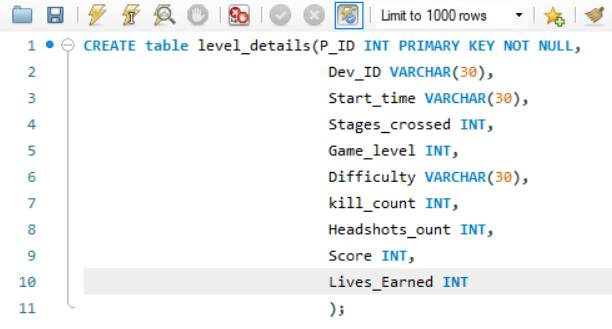 Limit to 1000 rows
1 CREATE table level_details(P_ID INT PRIMARY KEY NOT NULL,
2 Dev_ID VARCHAR(30),
3 Start_time VARCHAR(30),
4 Stages_crossed INT,
5 Game_level INT,
6 Difficulty VARCHAR(30),
7 kill_count INT,
8 Headshots_ount INT,
9 Score INT,
10 Lives_Earned INT
11 );